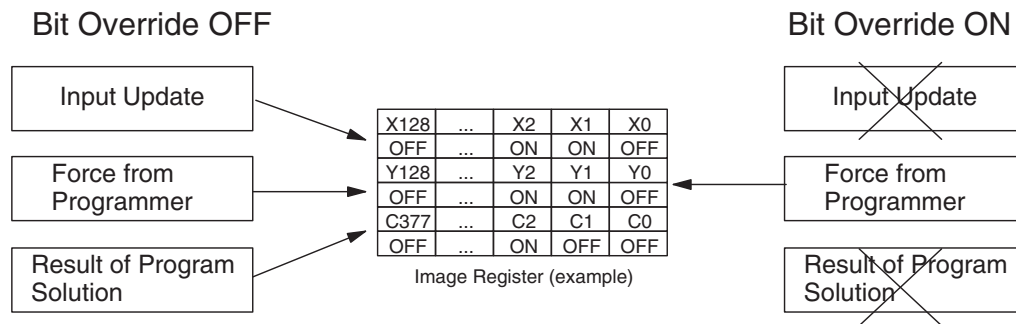 Bit Override OFF
Bit Override ON
Input Update
Force from
Programmer
Result of Program
Solution
X128 ... X2 X1 X0
OFF ... ON ON OFF
Y128 ... Y2 Y1 Y0
OFF ... ON ON OFF
C377 ... C2 C1 C0
OFF ... ON OFF OFF
Image Register (example)
Input Update
Force from
Programmer
Result of Program
Solution